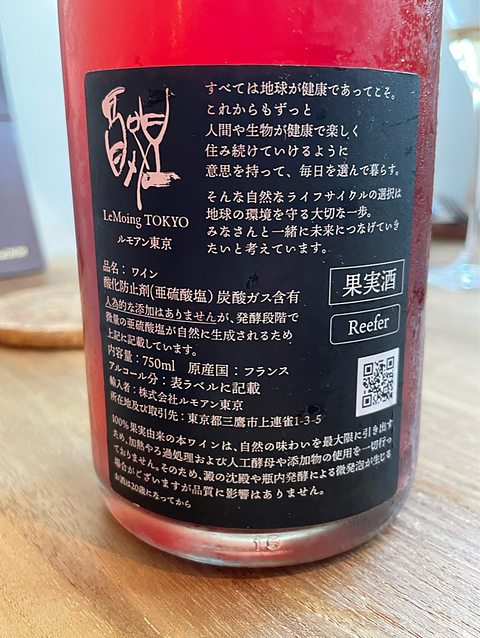 LeMoing TOKYO
ルモアン東京
すべては地球が健康であってこそ。
これからもずっと
人間や生物が健康で楽しく
住み続けていけるように
意思を持って、毎日を選んで暮らす。
そんな自然なライフサイクルの選択は
地球の環境を守る大切な一歩。
みなさんと一緒に未来につなげていき
たいと考えています。
品名：ワイン
酸化防止剤(亜硫酸塩) 炭酸ガス含有
人為的な添加はありませんが、発酵段階で
微量の亜硫酸塩が自然に生成されるため
上記に記載しています。
内容量：750ml 原産国：フランス
アルコール分：表ラベルに記載
輸入者：株式会社ルモアン東京
所在地及び取引先：東京都三鷹市上連雀1-3-5
果実酒
Reefer
100%果実由来の本ワインは、自然の味わいを最大限に引き出す
ため、加熱やろ過処理および人工酵母や添加物の使用を一切行っ
ておりません。そのため、澱の沈殿や瓶内発酵による微発泡が生じる
場合がございますが品質に影響はありません。
お酒は20歳になってから
16